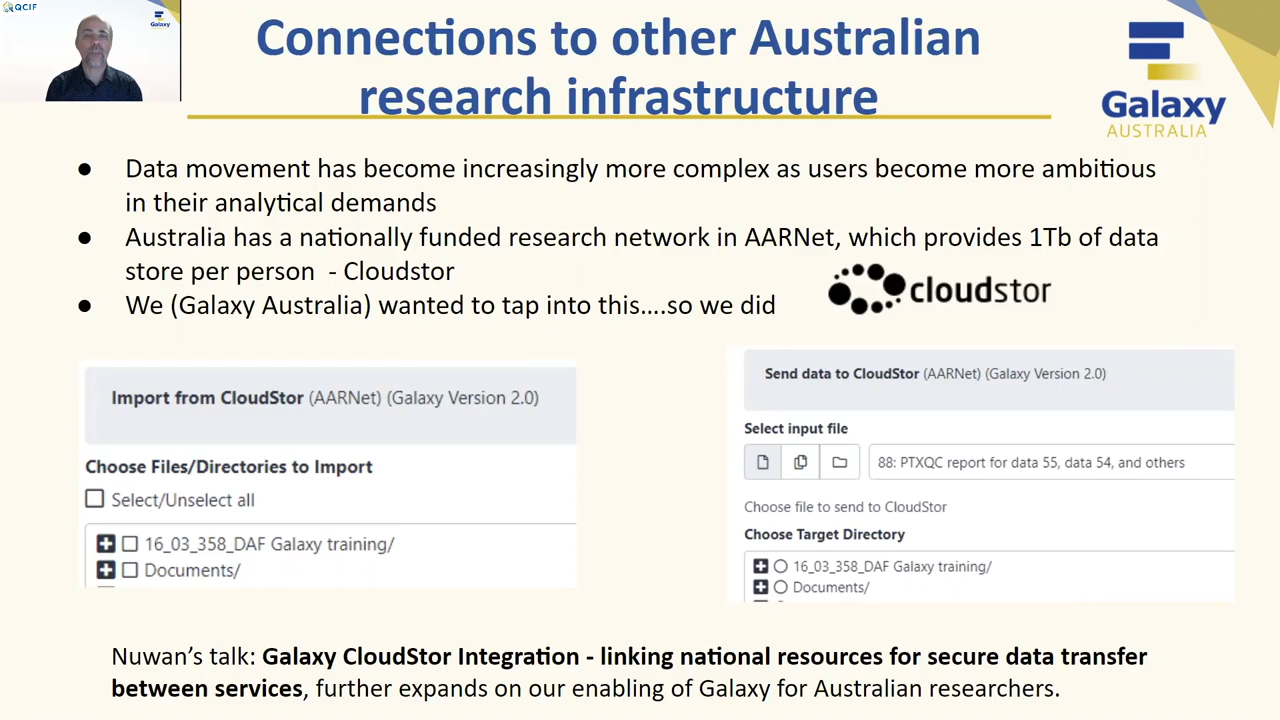 QCIF
Galaxy
Connections to other Australian
research infrastructure
Galaxy
AUSTRALIA
● Data movement has become increasingly more complex as users become more ambitious
in their analytical demands
● Australia has a nationally funded research network in AARNet, which provides 1Tb of data
store per person - Cloudstor
● We (Galaxy Australia) wanted to tap into this....so we did
cloudstor
Import from CloudStor (AARNet) (Galaxy Version 2.0)
Choose Files/Directories to Import
Select/Unselect all
16_03_358_DAF Galaxy training/
Documents/
Send data to CloudStor (AARNet) (Galaxy Version 2.0)
Select input file
88: PTXQC report for data 55, data 54, and others
Choose file to send to CloudStor
Choose Target Directory
16_03_358_DAF Galaxy training/
Documents/
Nuwan's talk: Galaxy CloudStor Integration - linking national resources for secure data transfer
between services, further expands on our enabling of Galaxy for Australian researchers.